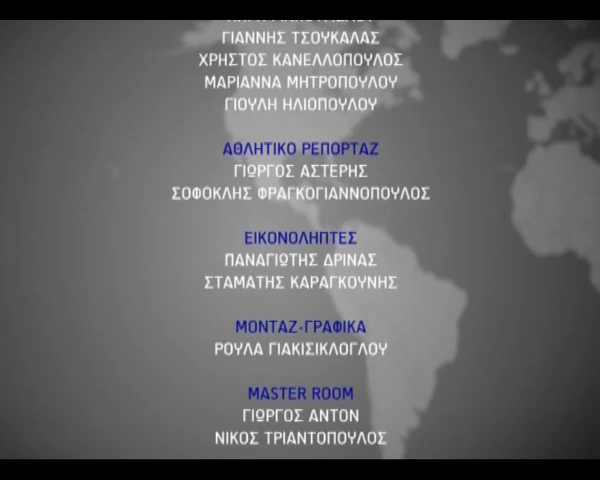 ΓΙΑΝΝΗΣ ΤΣΟΥΚΑΛΑΣ
ΧΡΗΣΤΟΣ ΚΑΝΕΛΛΟΠΟΥΛΟΣ
ΜΑΡΙΑΝΝΑ ΜΗΤΡΟΠΟΥΛΟΥ
ΓΙΟΥΛΗ ΗΛΙΟΠΟΥΛΟΥ
ΑΘΛΗΤΙΚΟ ΡΕΠΟΡΤΑΖ
ΓΙΩΡΓΟΣ ΑΣΤΕΡΗΣ
ΣΟΦΟΚΛΗΣ ΦΡΑΓΚΟΓΙΑΝΝΟΠΟΥΛΟΣ
ΕΙΚΟΝΟΛΗΠΤΕΣ
ΠΑΝΑΓΙΩΤΗΣ ΔΡΙΝΑΣ
ΣΤΑΜΑΤΗΣ ΚΑΡΑΓΚΟΥΝΗΣ
ΜΟΝΤΑΖ-ΓΡΑΦΙΚΑ
ΡΟΥΛΑ ΓΙΑΚΙΣΙΚΛΟΓΛΟΥ
MASTER ROOM
ΓΙΩΡΓΟΣ ΑΝΤΟΝ
ΝΙΚΟΣ ΤΡΙΑΝΤΟΠΟΥΛΟΣ